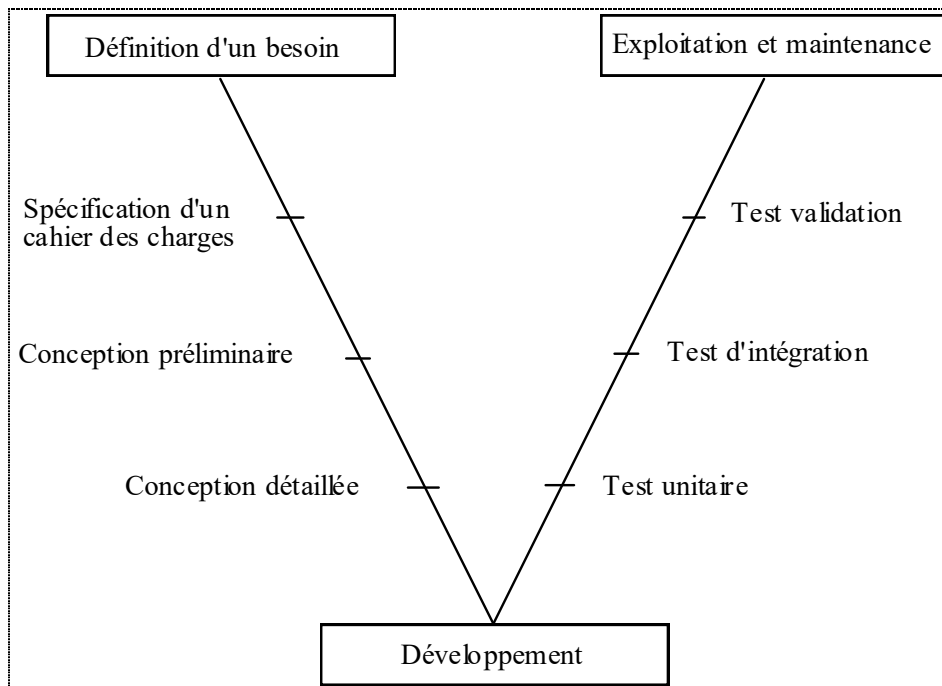 Définition d'un besoin
Exploitation et maintenance
Spécification d'un
cahier des charges
Test validation
Conception préliminaire
Test d'intégration
Conception détaillée
Test unitaire
Développement